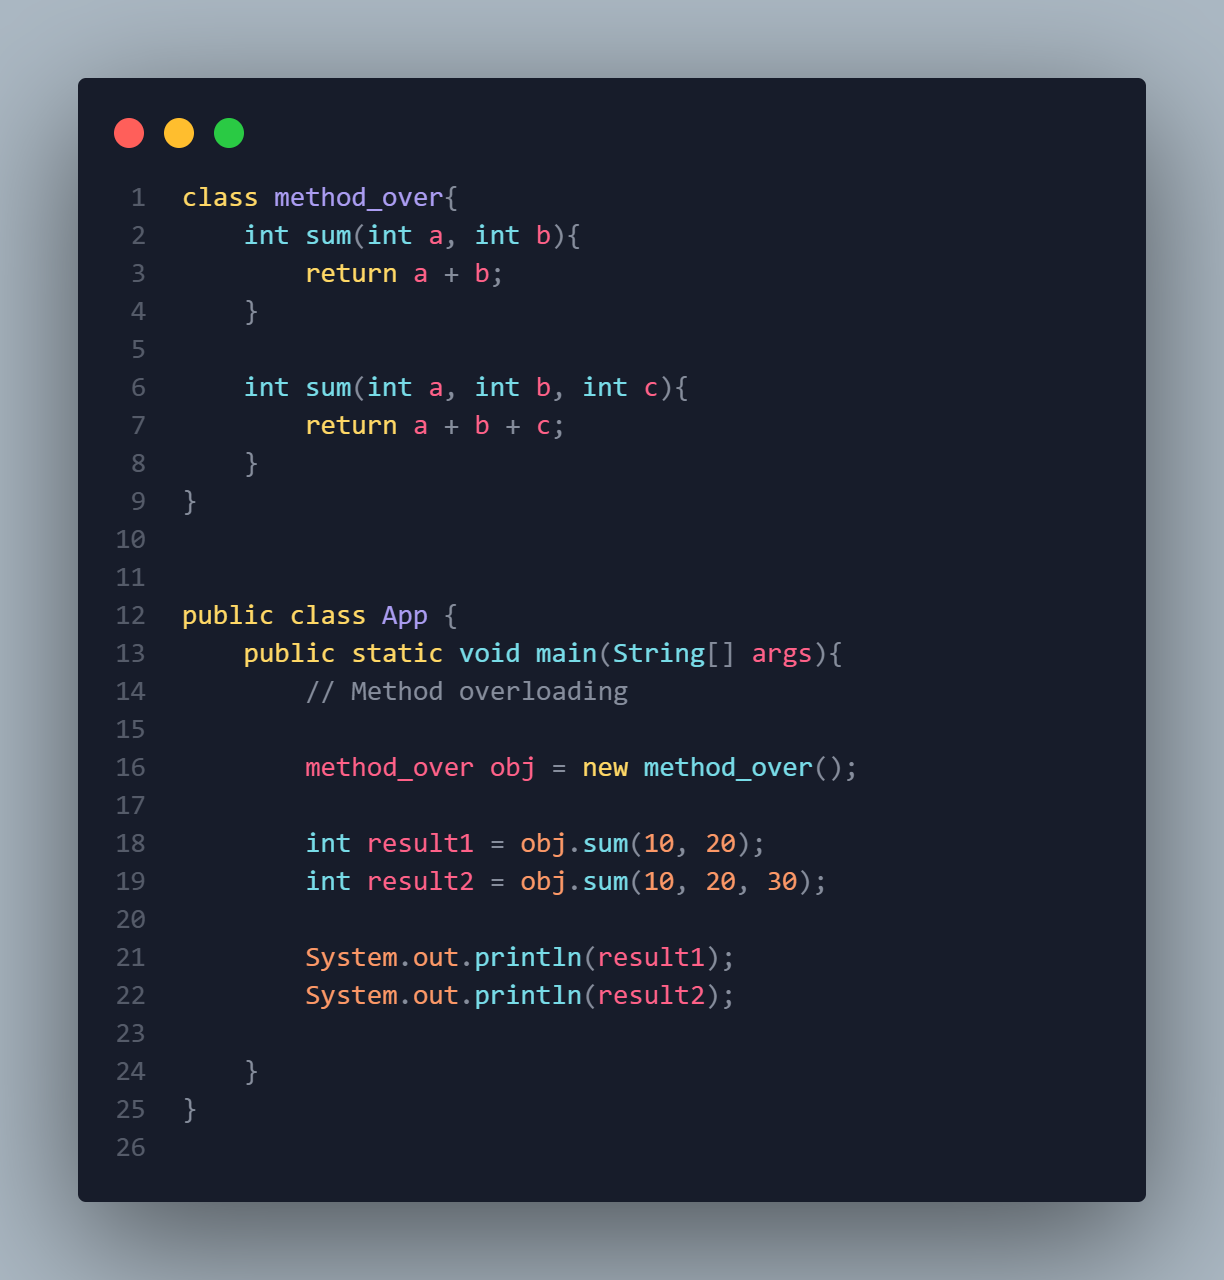 1 class method_over{
2     int sum(int a, int b){
3         return a + b;
4     }
5
6     int sum(int a, int b, int c){
7         return a + b + c;
8     }
9 }
10
11
12 public class App {
13     public static void main(String[] args){
14         // Method overloading
15
16         method_over obj = new method_over();
17
18         int result1 = obj.sum(10, 20);
19         int result2 = obj.sum(10, 20, 30);
20
21         System.out.println(result1);
22         System.out.println(result2);
23
24     }
25 }
26